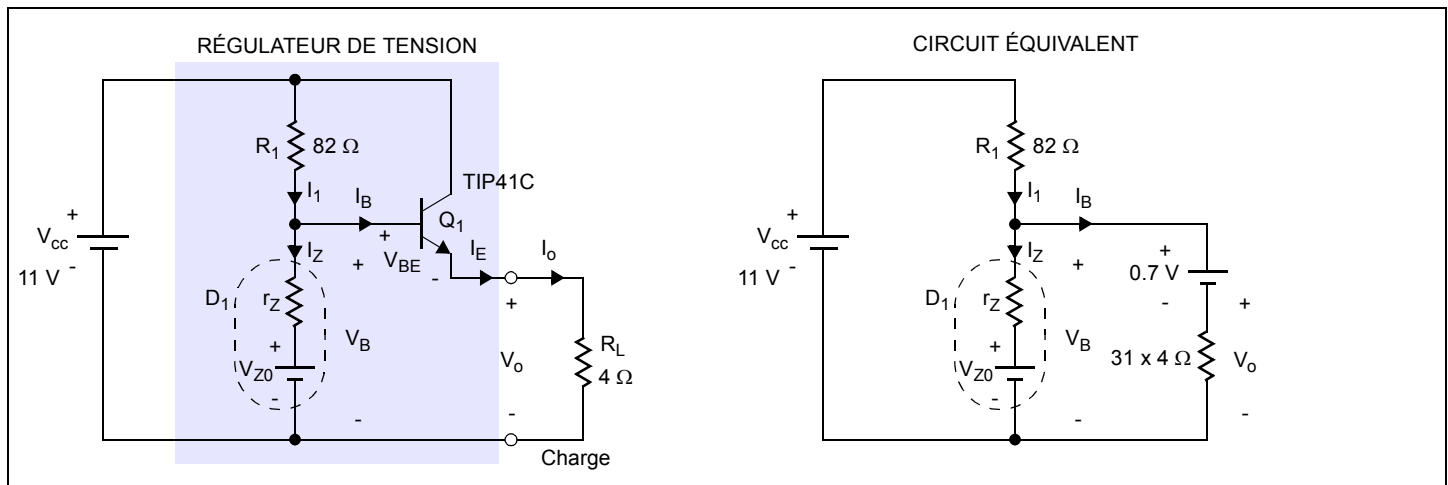 RÉGULATEUR DE TENSION
R1 82 Ω
I1
IB
TIP41C
Q1
+
Vcc
11 V -
IZ
+
VBE
-
IE
Io
D1
rZ
+
VB
-
+
VZ0
-
+
Vo
-
RL
4 Ω
Charge
CIRCUIT ÉQUIVALENT
R1 82 Ω
I1
IB
+
Vcc
11 V -
IZ
+
0.7 V
-
D1
rZ
+
VB
-
+
VZ0
-
31 x 4 Ω
+
Vo
-